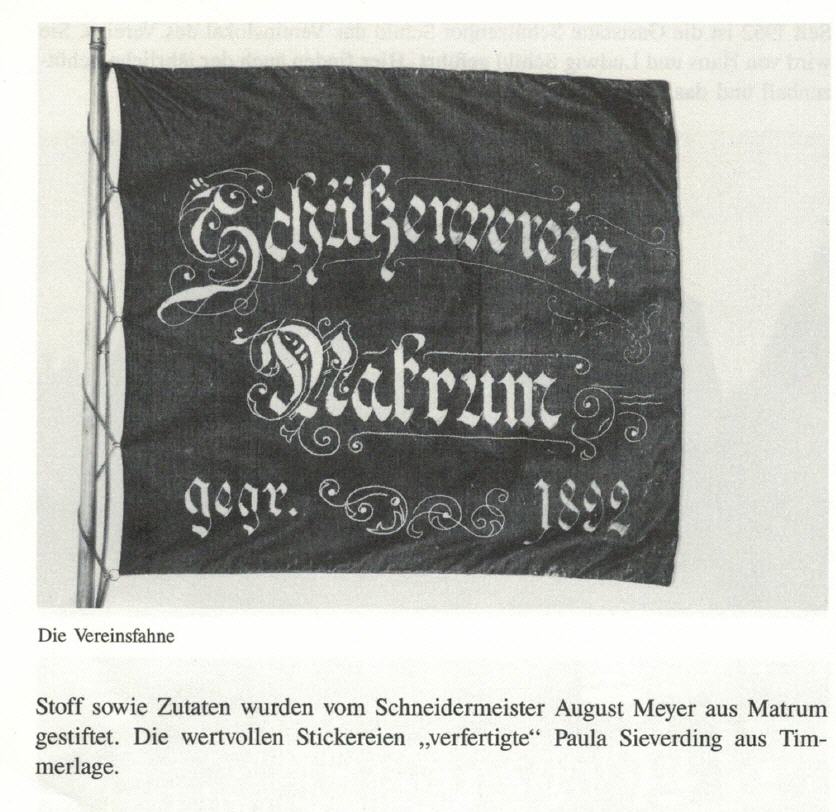 Schützenverein
Matrum
gegr. 1892
Die Vereinsfahne
Stoff sowie Zutaten wurden vom Schneidermeister August Meyer aus Matrum
gestiftet. Die wertvollen Stickereien „verfertigte“ Paula Sieverding aus Tim-
merlage.